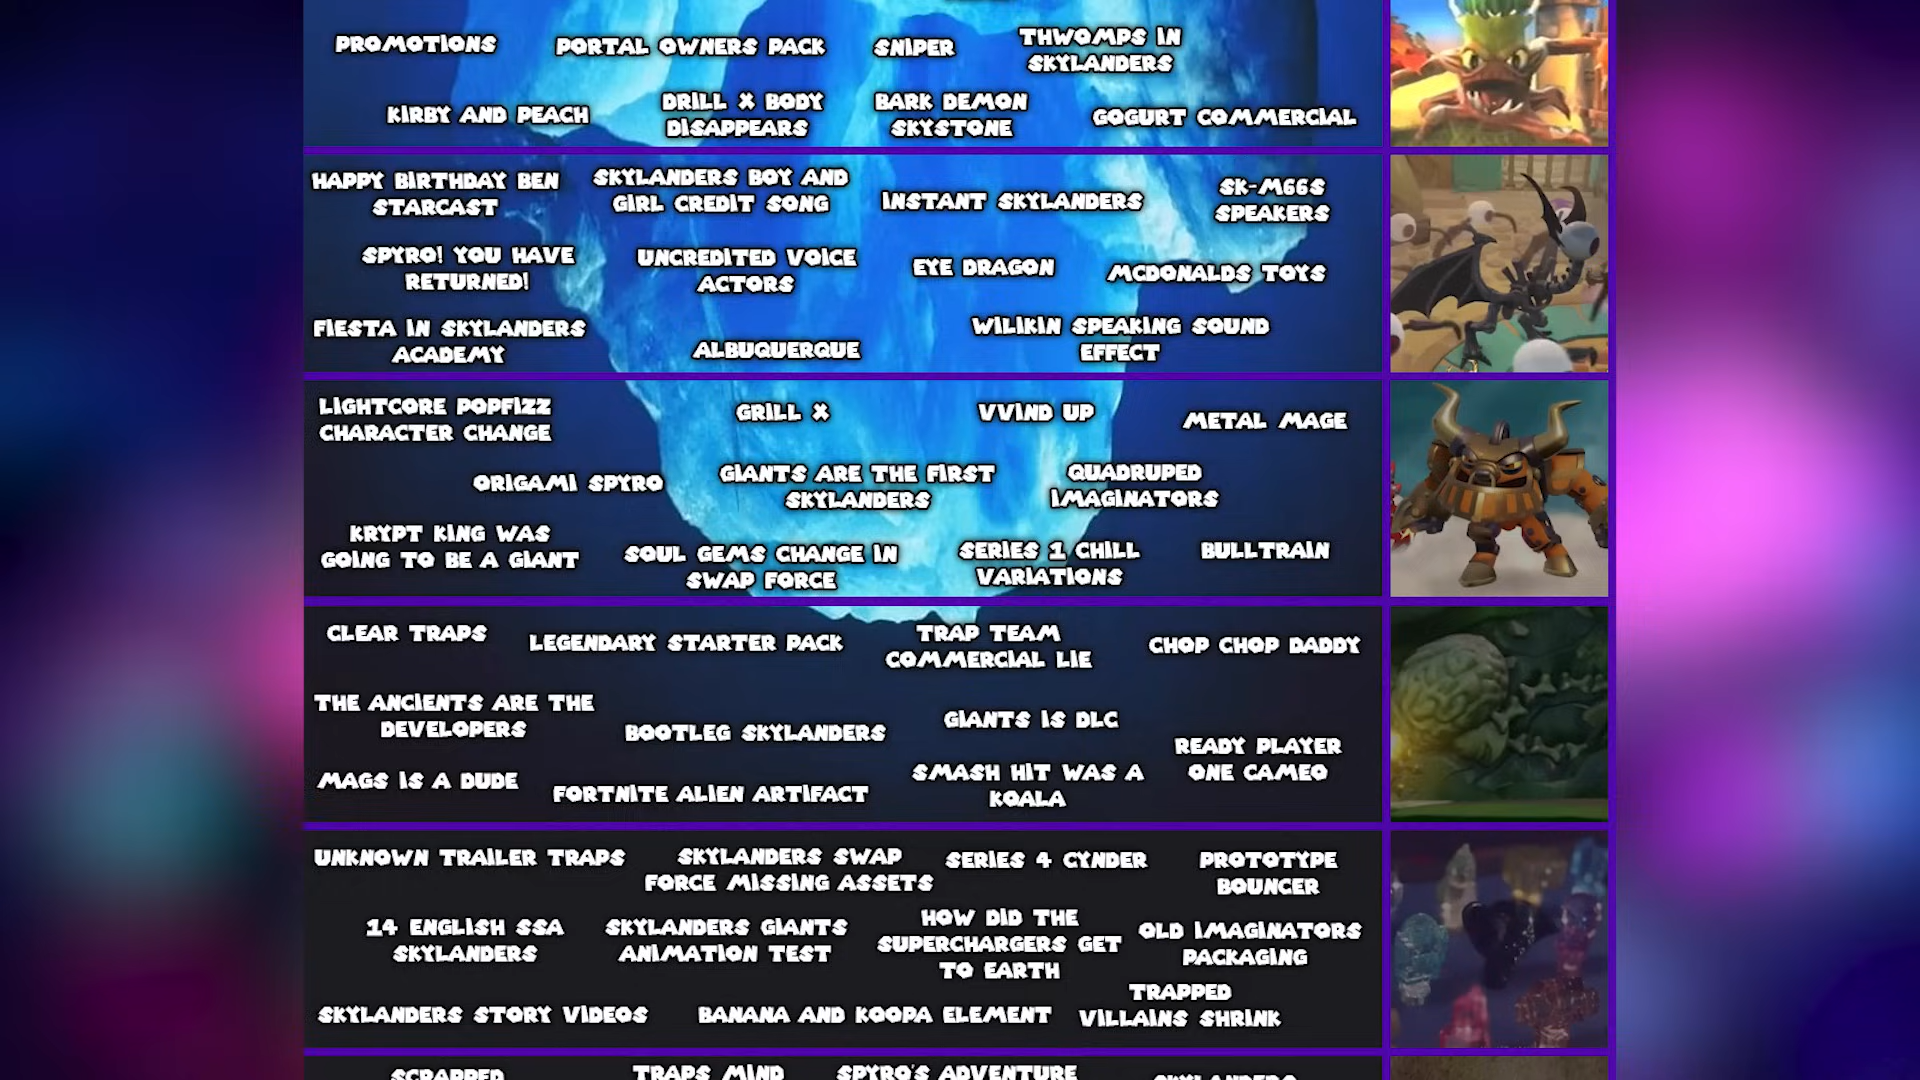 PROMOTIONS
PORTAL OWNERS PACK
SNIPER
THWOMPS IN
SKYLANDERS
KIRBY AND PEACH
DRILL X BODY
DISAPPEARS
BARK DEMON
SKYSTONE
GOGURT COMMERCIAL
HAPPY BIRTHDAY BEN
STARCAST
SKYLANDERS BOY AND
GIRL CREDIT SONG
INSTANT SKYLANDERS
SK-M66S
SPEAKERS
SPYRO! YOU HAVE
RETURNED!
UNCREDITED VOICE
ACTORS
EYE DRAGON
MCDONALDS TOYS
FIESTA IN SKYLANDERS
ACADEMY
ALBUQUERQUE
WILIKIN SPEAKING SOUND
EFFECT
LIGHTCORE POPFIZZ
CHARACTER CHANGE
GRILL X
VVIND UP
METAL MAGE
ORIGAMI SPYRO
GIANTS ARE THE FIRST
SKYLANDERS
QUADRUPED
IMAGINATORS
KRYPT KING WAS
GOING TO BE A GIANT
SOUL GEMS CHANGE IN
SWAP FORCE
SERIES 1 CHILL
VARIATIONS
BULLTRAIN
CLEAR TRAPS
LEGENDARY STARTER PACK
TRAP TEAM
COMMERCIAL LIE
CHOP CHOP DADDY
THE ANCIENTS ARE THE
DEVELOPERS
BOOTLEG SKYLANDERS
GIANTS IS DLC
READY PLAYER
ONE CAMEO
MAGS IS A DUDE
FORTNITE ALIEN ARTIFACT
SMASH HIT WAS A
KOALA
UNKNOWN TRAILER TRAPS
SKYLANDERS SWAP
FORCE MISSING ASSETS
SERIES 4 CYNDER
PROTOTYPE
BOUNCER
14 ENGLISH SSA
SKYLANDERS
SKYLANDERS GIANTS
ANIMATION TEST
HOW DID THE
SUPERCHARGERS GET
TO EARTH
OLD IMAGINATORS
PACKAGING
SKYLANDERS STORY VIDEOS
BANANA AND KOOPA ELEMENT
TRAPPED
VILLAINS SHRINK
SCRAPPED
TRAPS MIND
SPYRO'S ADVENTURE
SKYLANDERS